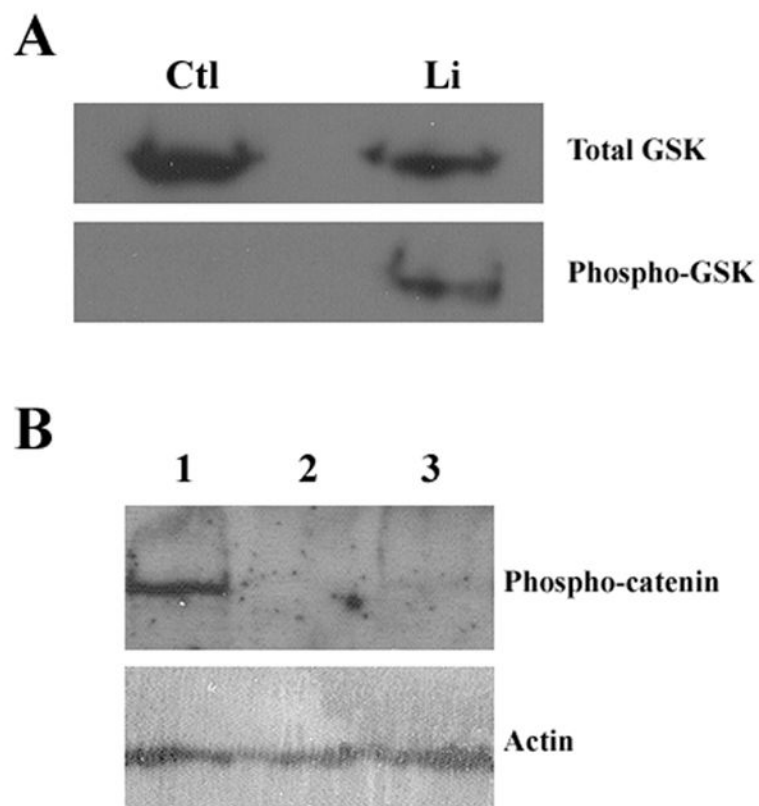 A
Ctl Li
Total GSK
Phospho-GSK
B
1 2 3
Phospho-catenin
Actin